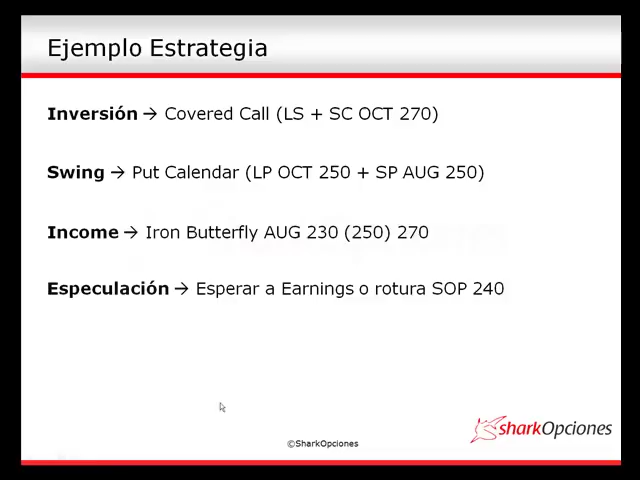 Ejemplo Estrategia
Inversión → Covered Call (LS + SC OCT 270)
Swing → Put Calendar (LP OCT 250 + SP AUG 250)
Income → Iron Butterfly AUG 230 (250) 270
Especulación → Esperar a Earnings o rotura SOP 240
©SharkOpciones
sharkOpciones